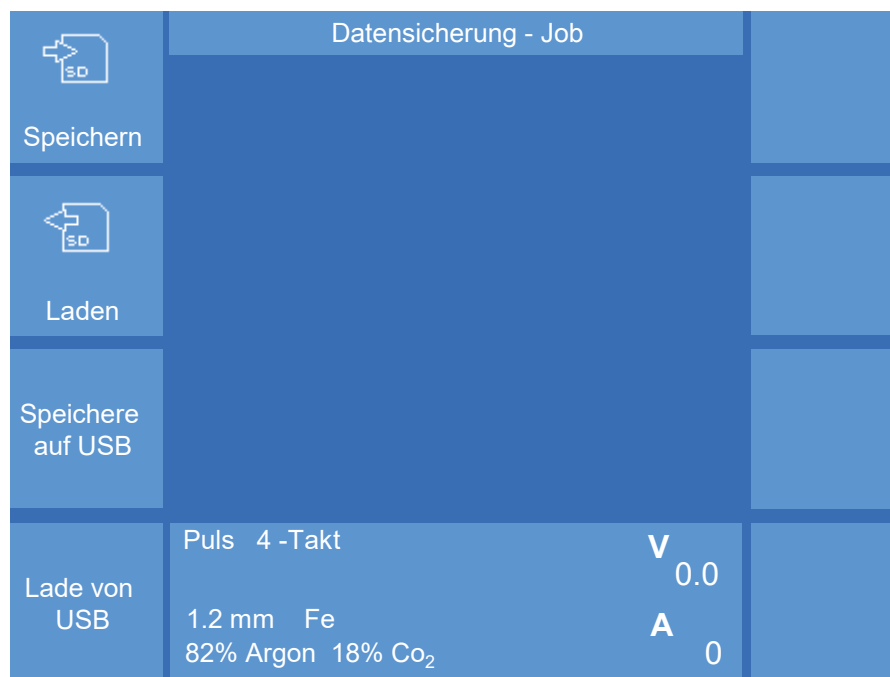 Datensicherung - Job
SD
Speichern
SD
Laden
Speichere
auf USB
Lade von
USB
Puls 4 -Takt
V
0.0
1.2 mm Fe
A
82% Argon 18% Co₂
0